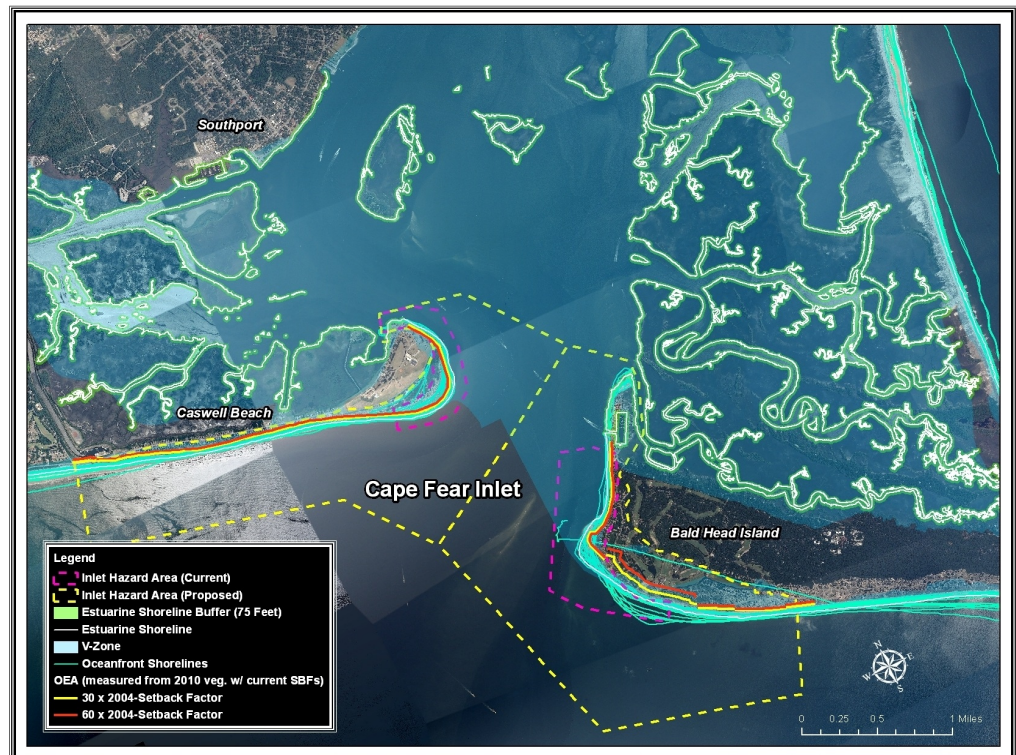 Southport
Caswell Beach
Cape Fear Inlet
Bald Head Island
Legend
Inlet Hazard Area (Current)
Inlet Hazard Area (Proposed)
Estuarine Shoreline Buffer (75 Feet)
Estuarine Shoreline
V-Zone
Oceanfront Shorelines
OEA (measured from 2010 veg. w/ current SBFs)
30 x 2004-Setback Factor
60 x 2004-Setback Factor
N
W E
S
0 0.25 0.5 1 Miles